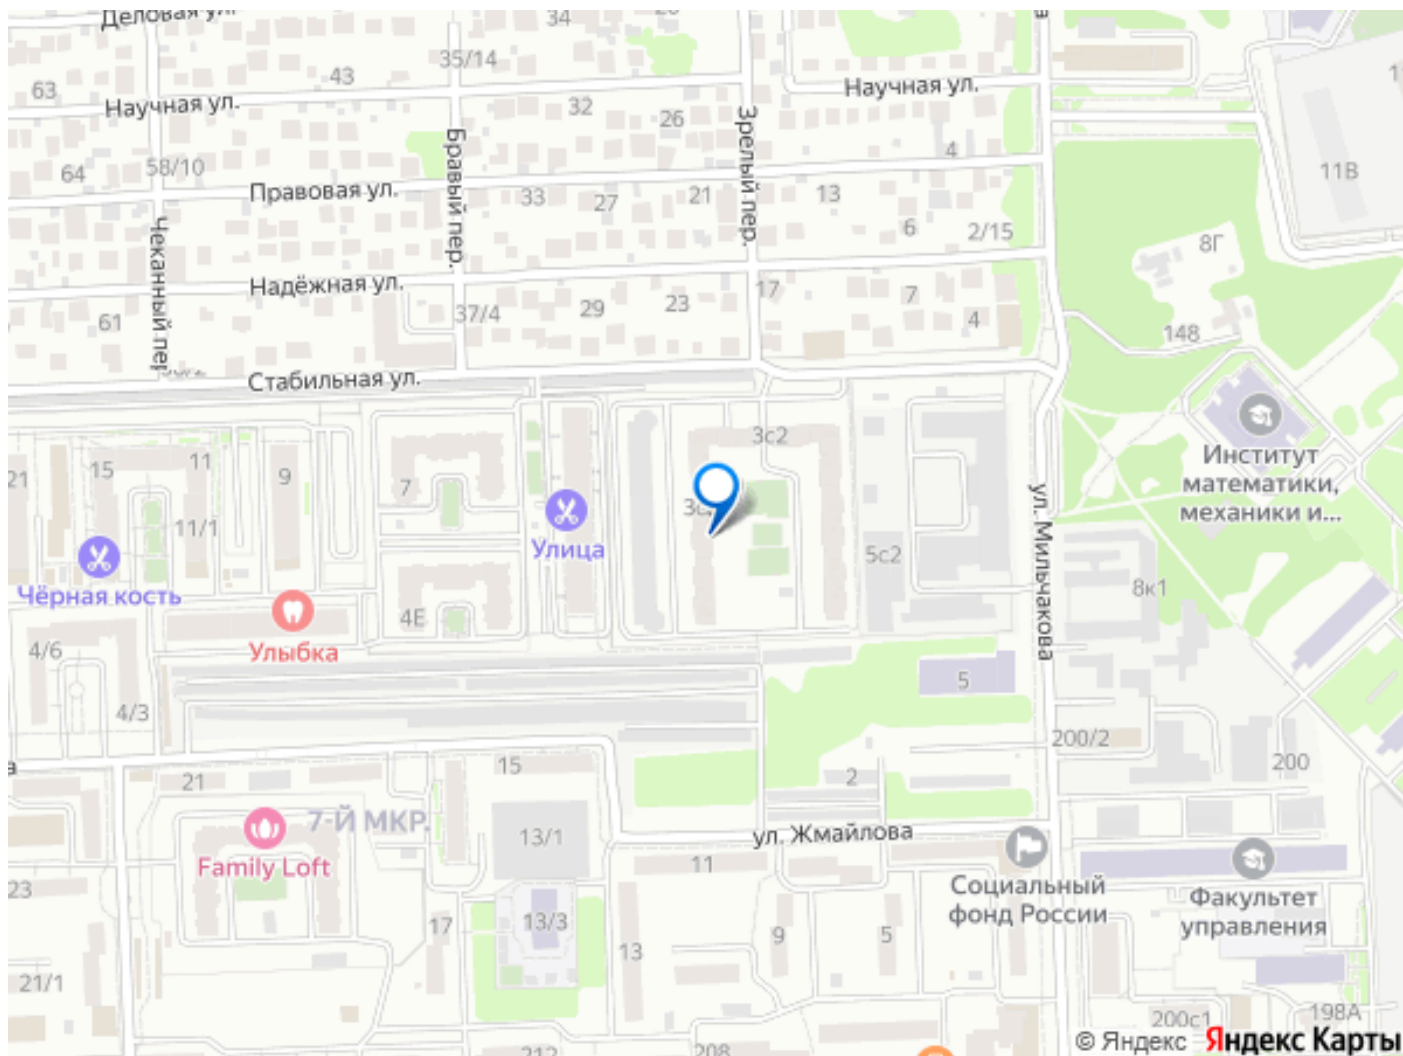 Деловая ул.
34
35/14
43
63
Научная ул.
32
26
Научная ул.
11В
4
58/10
64
Правовая ул.
Бравый пер.
33
27
21
Зрелый пер.
13
6
2/15
8Г
Чеканный пер
Надёжная ул.
61
37/4
29
23
17
7
4
148
Стабильная ул.
3с2
21
15
11
9
7
11/1
Улица
5с2
Институт
математики,
механики и...
ул. Мильчакова
8к1
Чёрная кость
4Е
Улыбка
4/6
4/3
5
200/2
200
21
15
2
7-Й МКР.
13/1
ул. Жмайлова
Family Loft
11
Социальный
фонд России
Факультет
управления
23
17
13/3
13
9
5
21/1
212
208
200с1
198А
© Яндекс Яндекс Карты